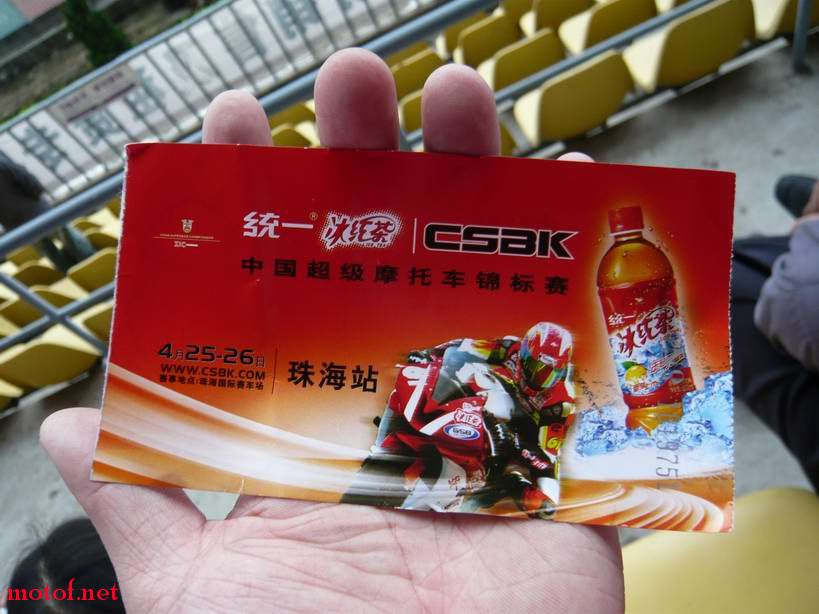 统一® 冰红茶 | CSBK
中国超级摩托车锦标赛
4月25-26日
WWW.CSBK.COM
赛事地点:珠海国际赛车场
珠海站
统一
冰红茶
CSBK
motof.net